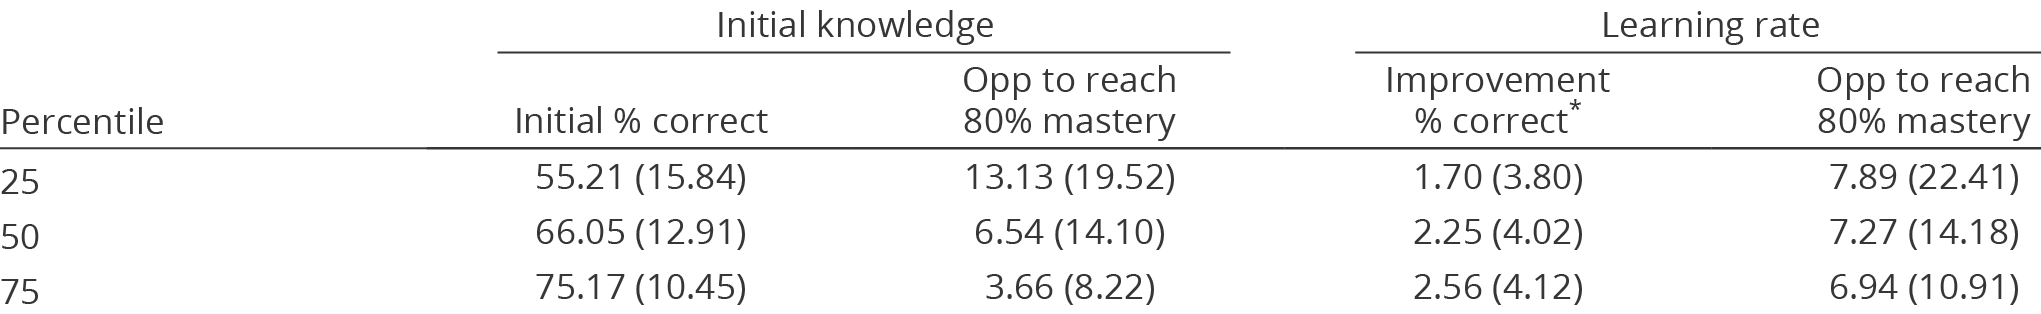 Initial knowledge Learning rate
Percentile Initial % correct Opp to reach 80% mastery Improvement % correct* Opp to reach 80% mastery
25 55.21 (15.84) 13.13 (19.52) 1.70 (3.80) 7.89 (22.41)
50 66.05 (12.91) 6.54 (14.10) 2.25 (4.02) 7.27 (14.18)
75 75.17 (10.45) 3.66 (8.22) 2.56 (4.12) 6.94 (10.91)